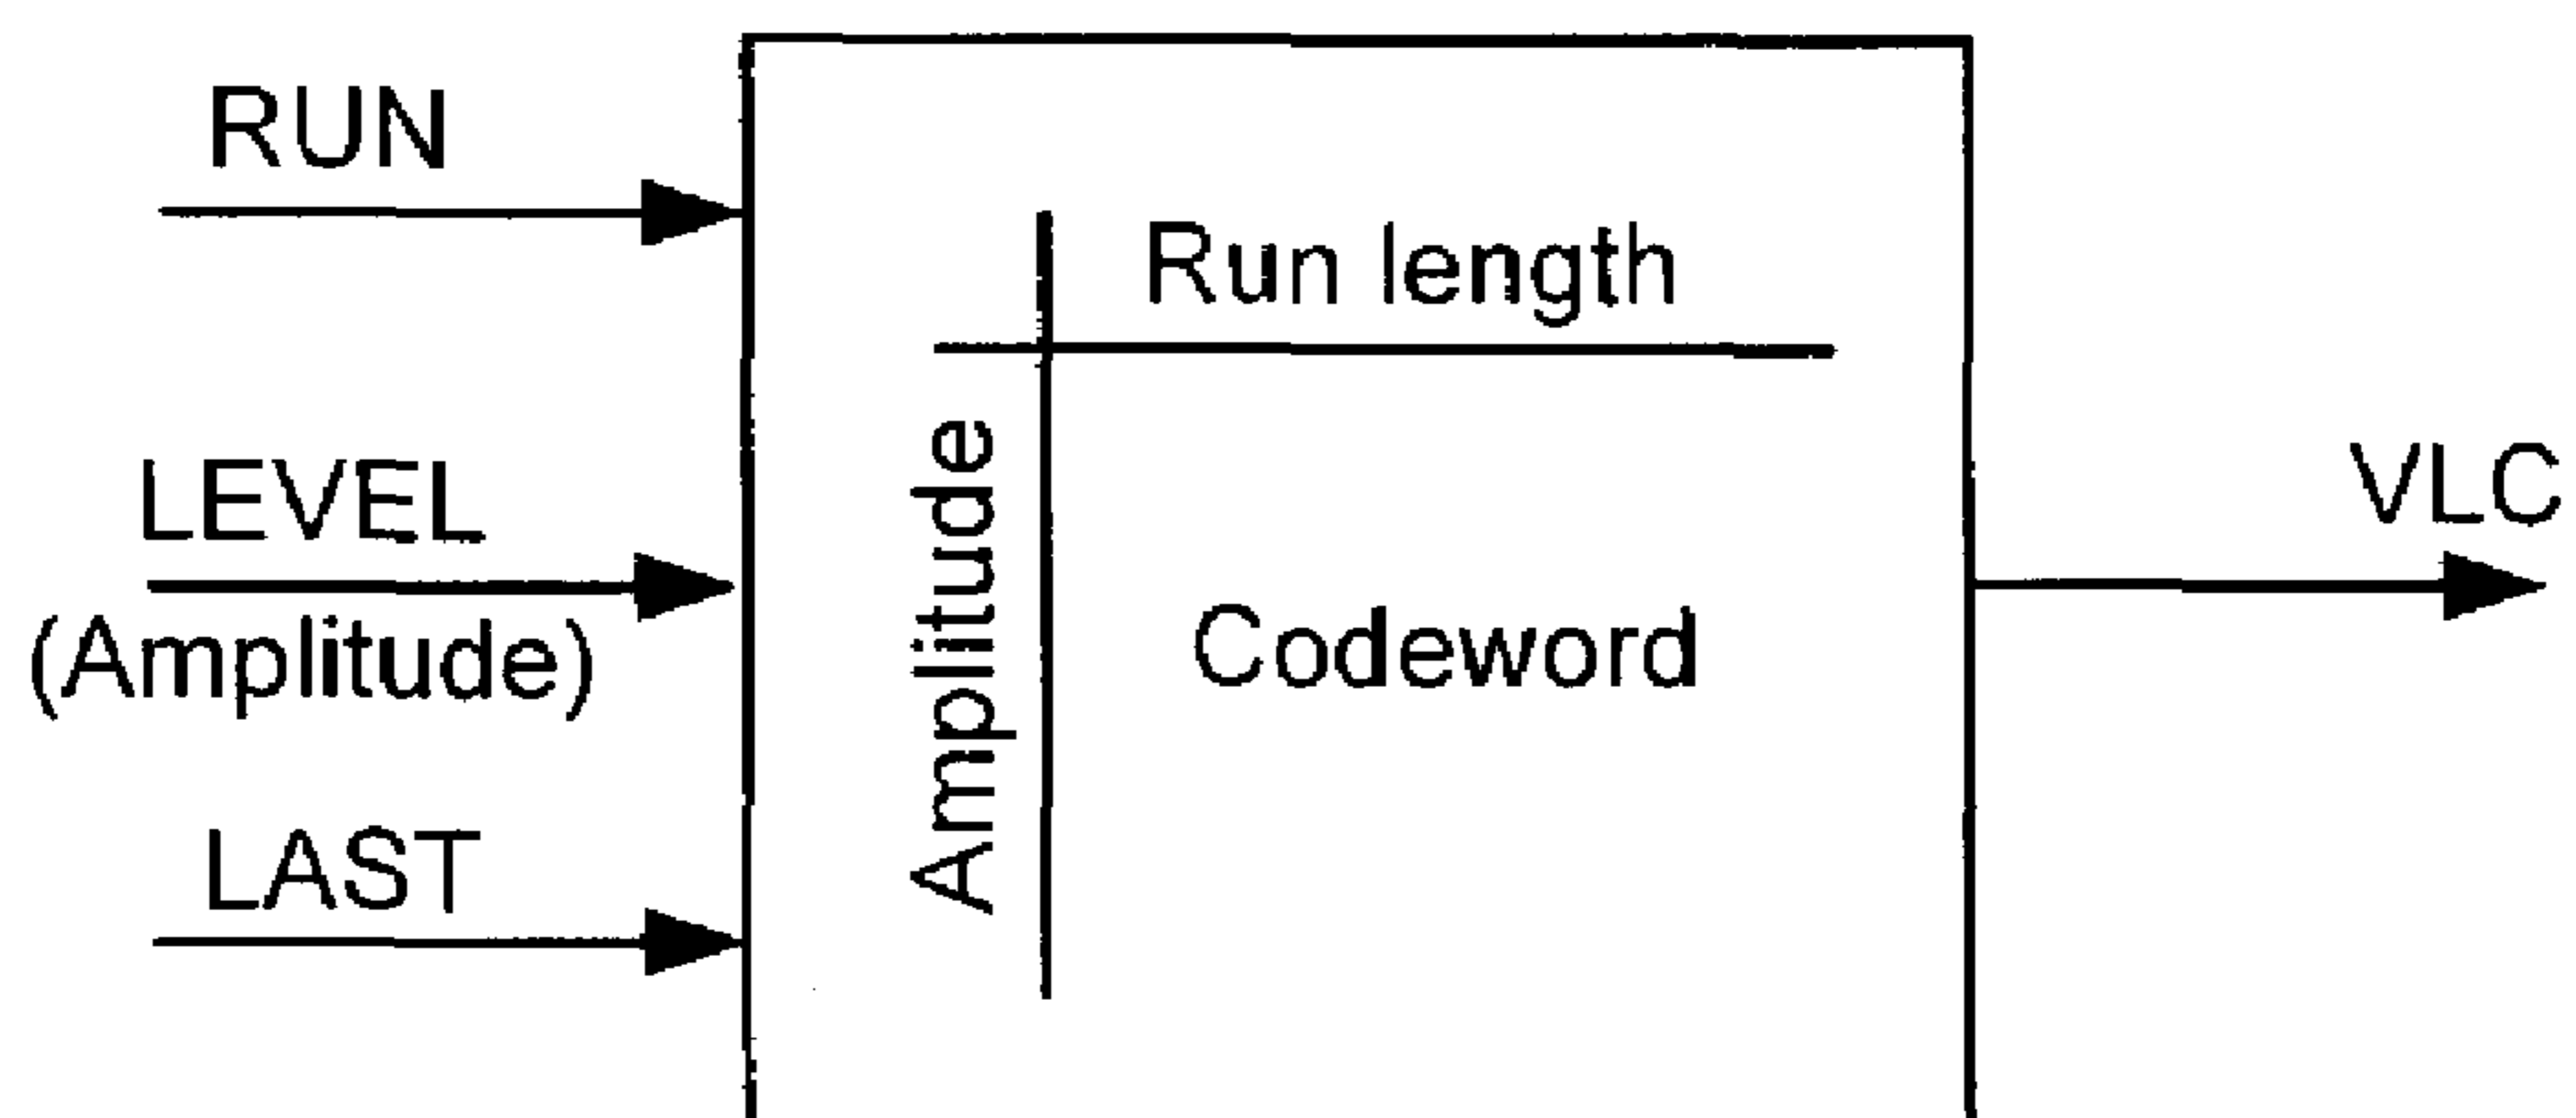 RUN
Run length
LEVEL
(Amplitude)
Amplitude
Codeword
VLC
LAST